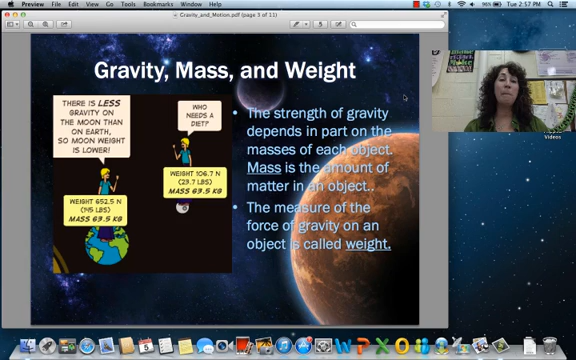 Preview File Edit View Go Tools Bookmarks Window Help
96% Tue 2:57 PM
Gravity_and_Motion.pdf (page 3 of 11)
Gravity, Mass, and Weight
THERE IS LESS
GRAVITY ON
THE MOON THAN
ON EARTH,
SO MOON WEIGHT
IS LOWER!
WHO
NEEDS A
DIET?
WEIGHT 106.7 N
(23.7 LBS)
MASS 63.5 KG
WEIGHT 652.5 N
(145 LBS)
MASS 63.5 KG
• The strength of gravity
depends in part on the
masses of each object.
Mass is the amount of
matter in an object..
• The measure of the
force of gravity on an
object is called weight.
Videos